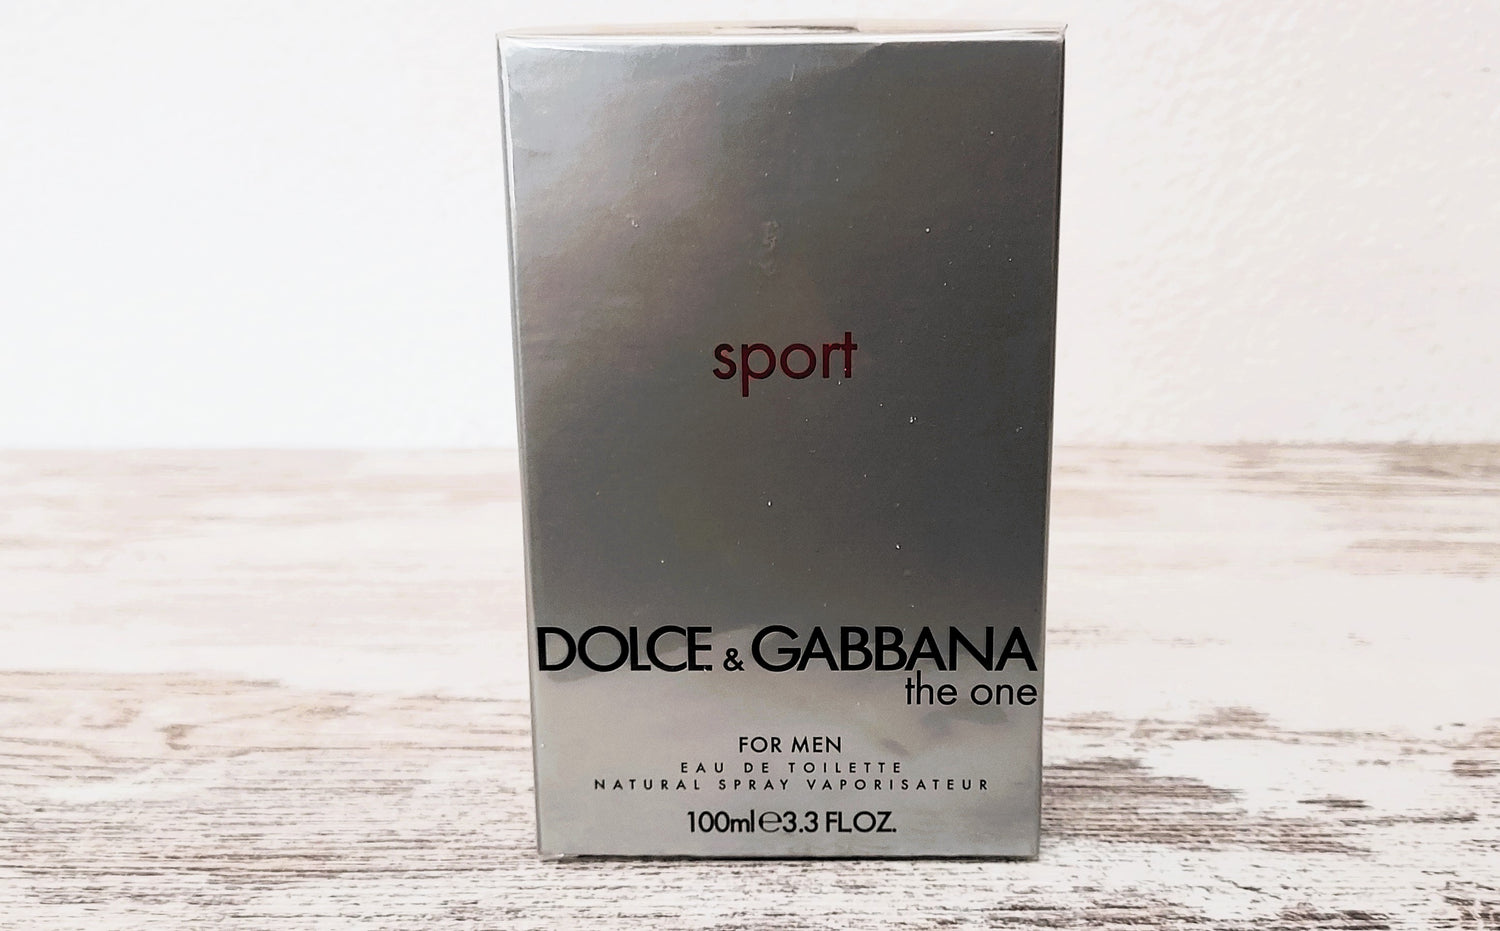 sport
DOLCE & GABBANA
the one
FOR MEN
EAU DE TOILETTE
NATURAL SPRAY VAPORISATEUR
100ml℮3.3 FL.OZ.